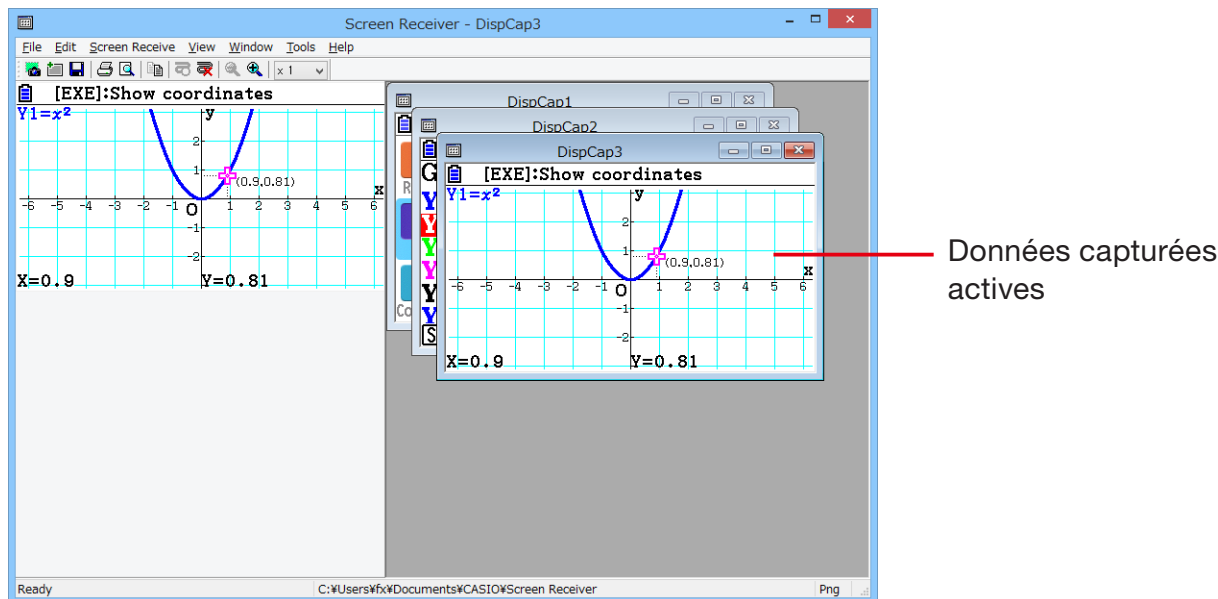 Screen Receiver - DispCap3
File Edit Screen Receive View Window Tools Help
x 1
[EXE]:Show coordinates
Y1=x²
y
2
1
(0.9,0.81)
x
-6 -5 -4 -3 -2 -1 O 1 2 3 4 5 6
-1
-2
X=0.9 Y=0.81
DispCap1
R
Co
DispCap2
G
Y
Y
Y
Y
Y
Y
S
DispCap3
[EXE]:Show coordinates
Y1=x²
y
2
1
(0.9,0.81)
x
-6 -5 -4 -3 -2 -1 O 1 2 3 4 5 6
-1
-2
X=0.9 Y=0.81
Données capturées
actives
Ready C:¥Users¥fx¥Documents¥CASIO¥Screen Receiver Png